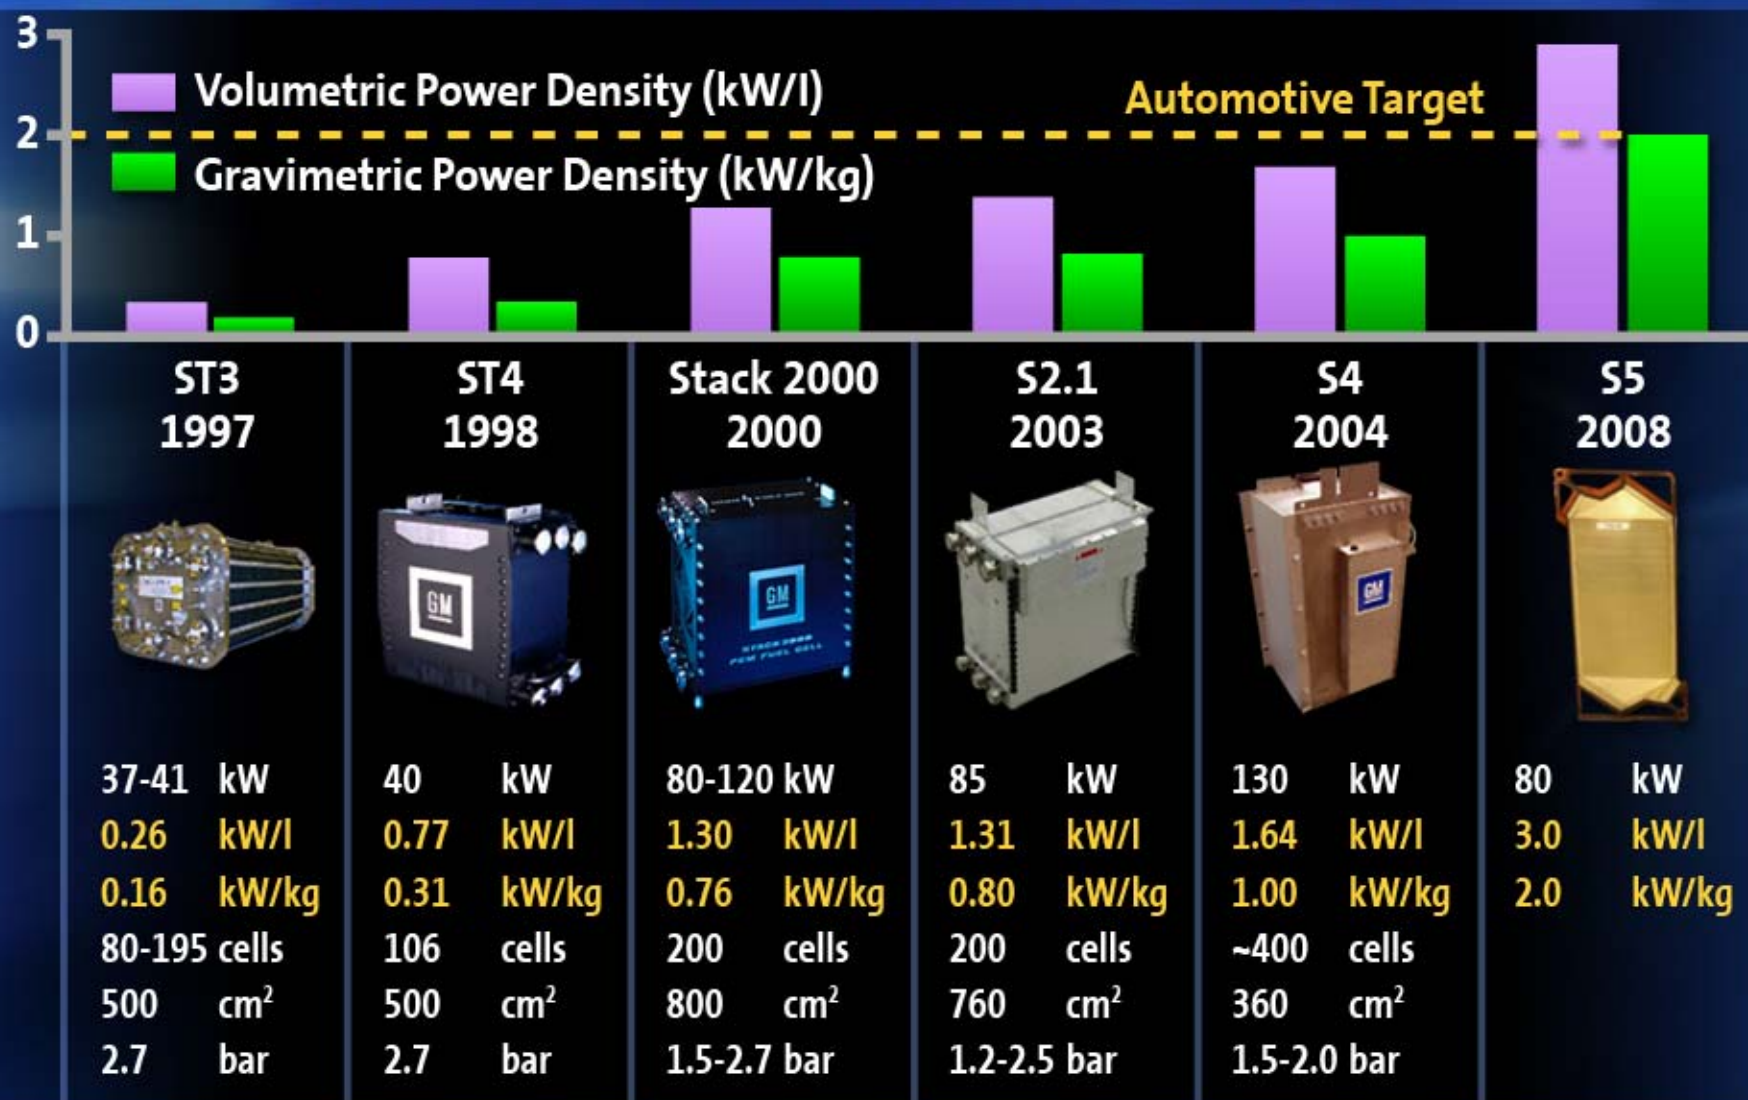 3
Volumetric Power Density (kW/l)
Automotive Target
2
Gravimetric Power Density (kW/kg)
1
0
ST3
1997
ST4
1998
Stack 2000
2000
S2.1
2003
S4
2004
S5
2008
GM
GM
STACK 2000
PEM FUEL CELL
GM
37-41 kW
0.26 kW/l
0.16 kW/kg
80-195 cells
500 cm²
2.7 bar
40 kW
0.77 kW/l
0.31 kW/kg
106 cells
500 cm²
2.7 bar
80-120 kW
1.30 kW/l
0.76 kW/kg
200 cells
800 cm²
1.5-2.7 bar
85 kW
1.31 kW/l
0.80 kW/kg
200 cells
760 cm²
1.2-2.5 bar
130 kW
1.64 kW/l
1.00 kW/kg
~400 cells
360 cm²
1.5-2.0 bar
80 kW
3.0 kW/l
2.0 kW/kg